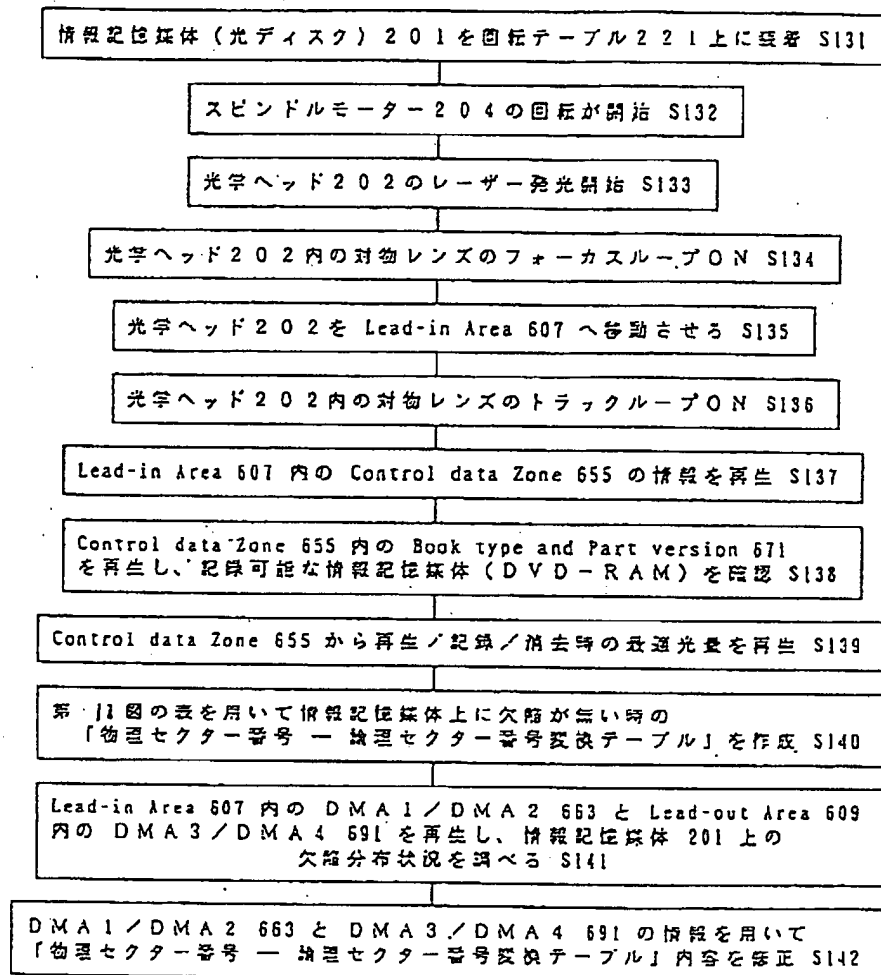 情報記憶媒体（光ディスク）２０１を回転テーブル２２１上に装着 S131
スピンドルモーター２０４の回転が開始 S132
光学ヘッド２０２のレーザー発光開始 S133
光学ヘッド２０２内の対物レンズのフォーカスループＯＮ S134
光学ヘッド２０２を Lead-in Area 607 へ移動させる S135
光学ヘッド２０２内の対物レンズのトラックループＯＮ S136
Lead-in Area 607 内の Control data Zone 655 の情報を再生 S137
Control data Zone 655 内の Book type and Part version 671
を再生し、記録可能な情報記憶媒体（ＤＶＤ－ＲＡＭ）を確認 S138
Control data Zone 655 から再生／記録／消去時の最適光量を再生 S139
第 11 図の表を用いて情報記憶媒体上に欠陥が無い時の
「物理セクター番号 ― 論理セクター番号変換テーブル」を作成 S140
Lead-in Area 607 内の ＤＭＡ１／ＤＭＡ２ 663 と Lead-out Area 609
内の ＤＭＡ３／ＤＭＡ４ 691 を再生し、情報記憶媒体 201 上の
欠陥分布状況を調べる S141
ＤＭＡ１／ＤＭＡ２ 663 と ＤＭＡ３／ＤＭＡ４ 691 の情報を用いて
「物理セクター番号 ― 論理セクター番号変換テーブル」内容を修正 S142